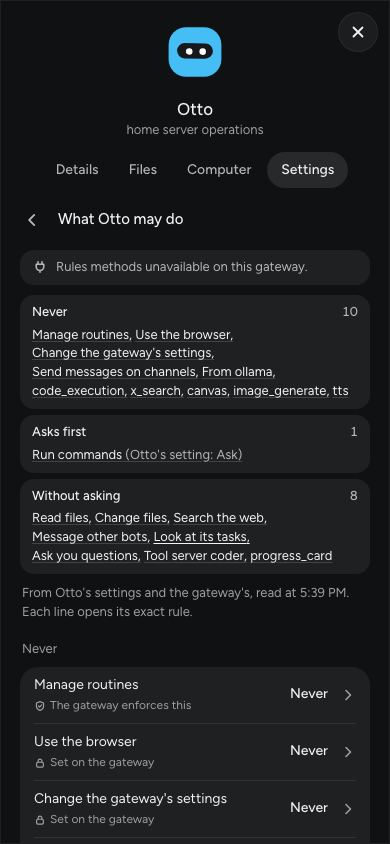 Otto
home server operations
Details
Files
Computer
Settings
What Otto may do
Rules methods unavailable on this gateway.
Never 10
Manage routines, Use the browser,
Change the gateway's settings,
Send messages on channels, From ollama,
code_execution, x_search, canvas, image_generate, tts
Asks first 1
Run commands (Otto's setting: Ask)
Without asking 8
Read files, Change files, Search the web,
Message other bots, Look at its tasks,
Ask you questions, Tool server coder, progress_card
From Otto's settings and the gateway's, read at 5:39 PM.
Each line opens its exact rule.
Never
Manage routines
The gateway enforces this
Never
Use the browser
Set on the gateway
Never
Change the gateway's settings
Set on the gateway
Never